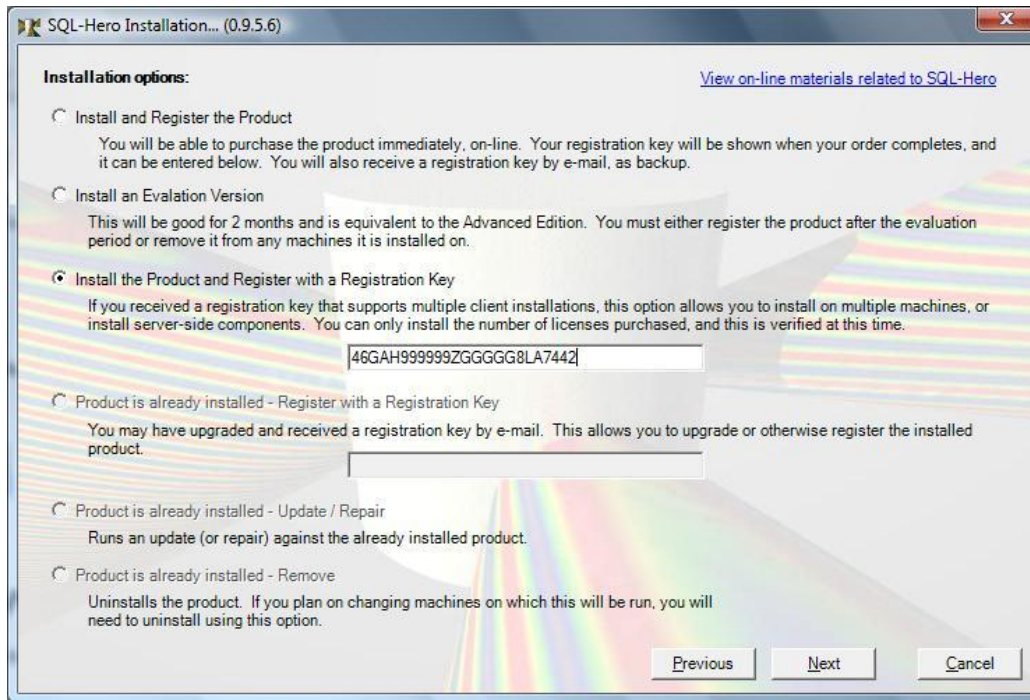 SQL-Hero Installation... (0.9.5.6)
Installation options:
View on-line materials related to SQL-Hero
Install and Register the Product
You will be able to purchase the product immediately, on-line. Your registration key will be shown when your order completes, and
it can be entered below. You will also receive a registration key by e-mail, as backup.
Install an Evalation Version
This will be good for 2 months and is equivalent to the Advanced Edition. You must either register the product after the evaluation
period or remove it from any machines it is installed on.
Install the Product and Register with a Registration Key
If you received a registration key that supports multiple client installations, this option allows you to install on multiple machines, or
install server-side components. You can only install the number of licenses purchased, and this is verified at this time.
46GAH999999ZGGGGG8LA7442
Product is already installed - Register with a Registration Key
You may have upgraded and received a registration key by e-mail. This allows you to upgrade or otherwise register the installed
product.
Product is already installed - Update / Repair
Runs an update (or repair) against the already installed product.
Product is already installed - Remove
Uninstalls the product. If you plan on changing machines on which this will be run, you will
need to uninstall using this option.
Previous
Next
Cancel